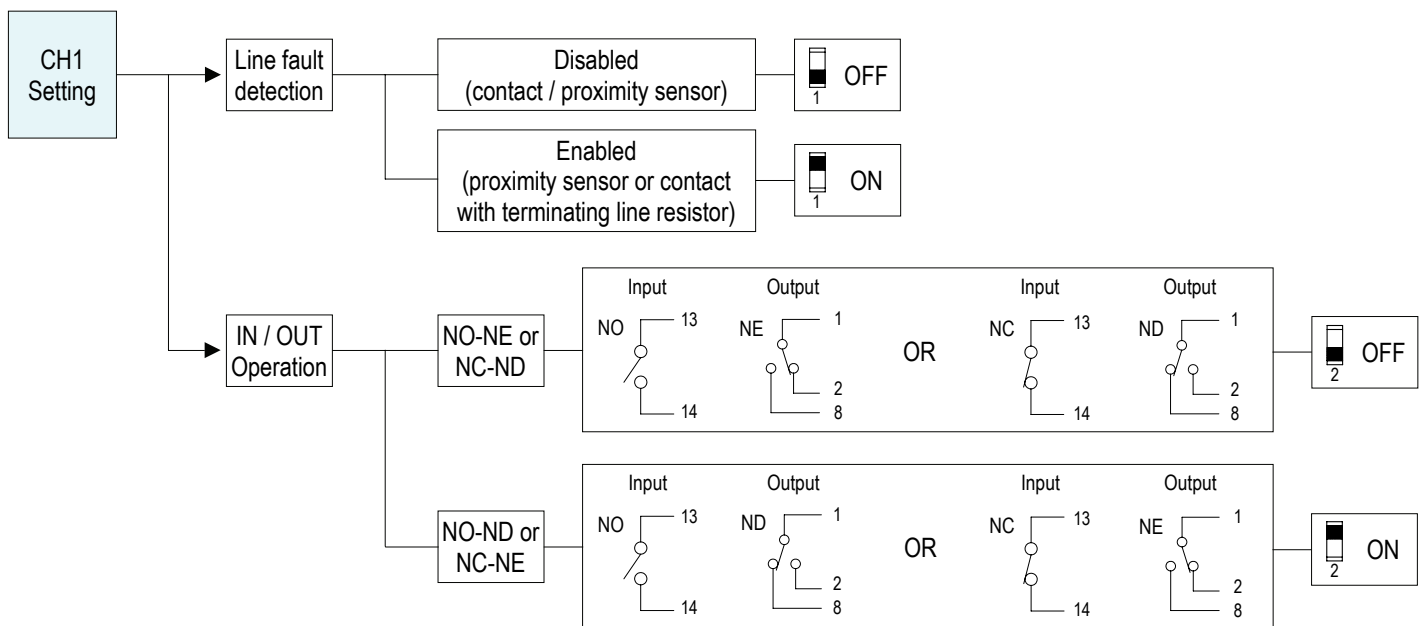 CH1
Setting
Line fault
detection
Disabled
(contact / proximity sensor)
1
OFF
Enabled
(proximity sensor or contact
with terminating line resistor)
1
ON
IN / OUT
Operation
NO-NE or
NC-ND
Input
Output
Input
Output
NO
13
14
NE
1
2
8
OR
NC
13
14
ND
1
2
8
2
OFF
NO-ND or
NC-NE
Input
Output
Input
Output
NO
13
14
ND
1
2
8
OR
NC
13
14
NE
1
2
8
2
ON